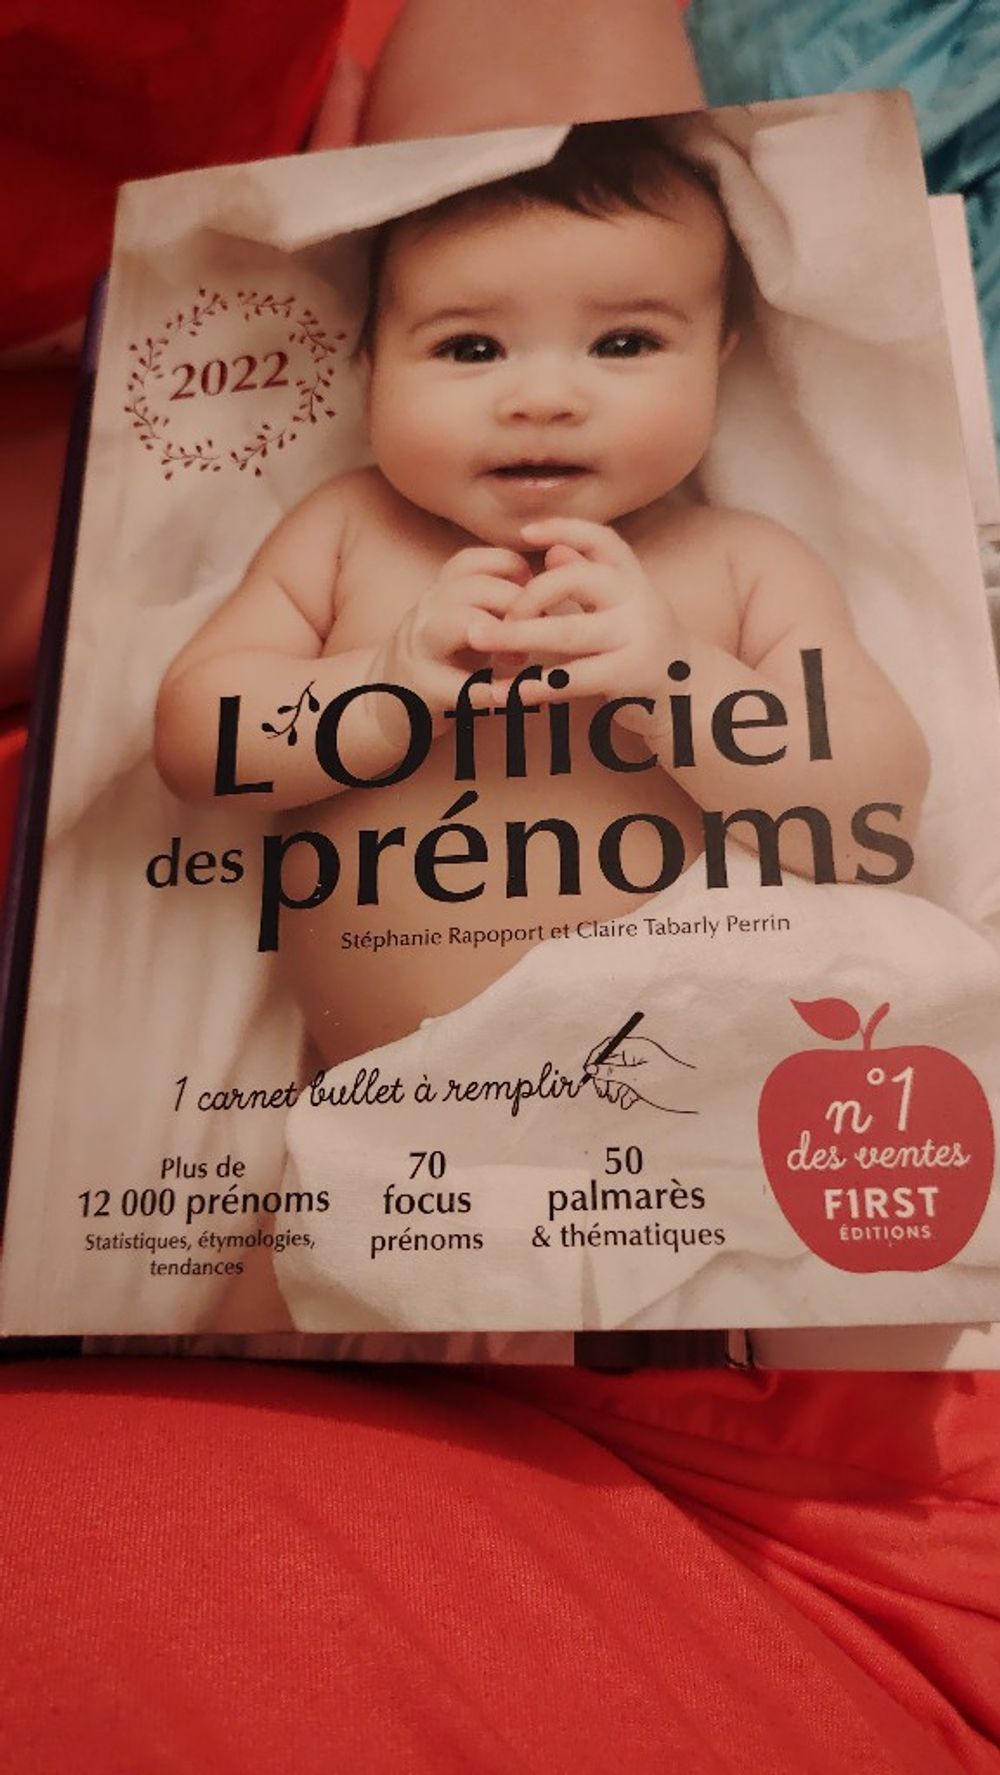 2022
L'Officiel
des prénoms
Stéphanie Rapoport et Claire Tabarly Perrin
1 carnet bullet à remplir
Plus de
12 000 prénoms
Statistiques, étymologies,
tendances
70
focus
prénoms
50
palmarès
& thématiques
n°1
des ventes
FIRST
ÉDITIONS